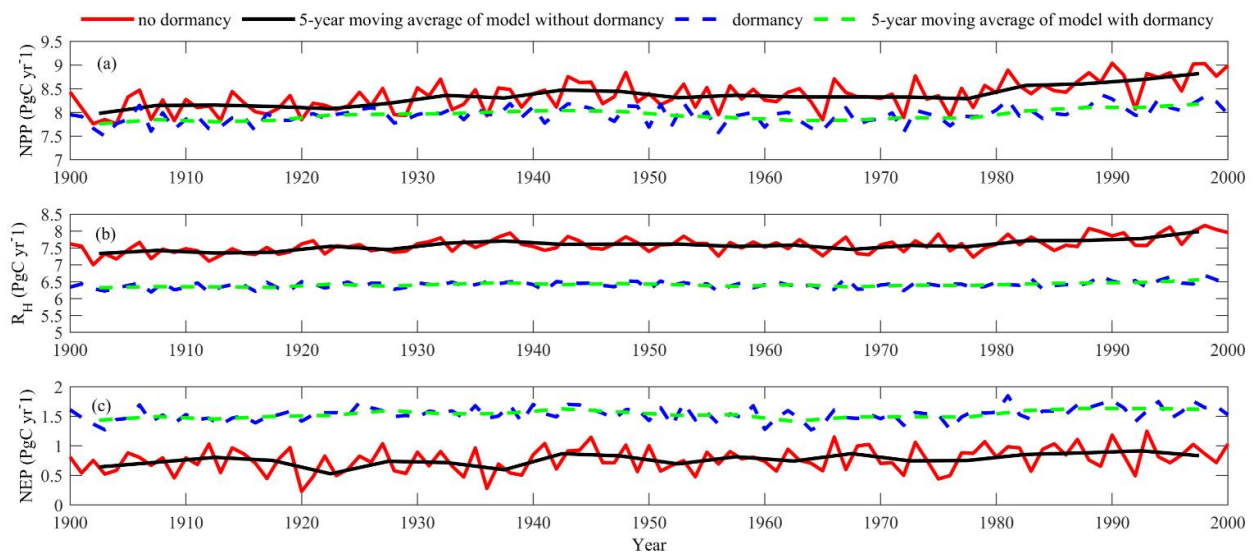 no dormancy 5-year moving average of model without dormancy dormancy 5-year moving average of model with dormancy
(a)
NPP (PgC yr-1)
9.5
9
8.5
8
7.5
7
1900 1910 1920 1930 1940 1950 1960 1970 1980 1990 2000
(b)
RH (PgC yr-1)
8.5
8
7.5
7
6.5
6
5.5
5
1900 1910 1920 1930 1940 1950 1960 1970 1980 1990 2000
(c)
NEP (PgC yr-1)
2
1.5
1
0.5
0
1900 1910 1920 1930 1940 1950 1960 1970 1980 1990 2000
Year